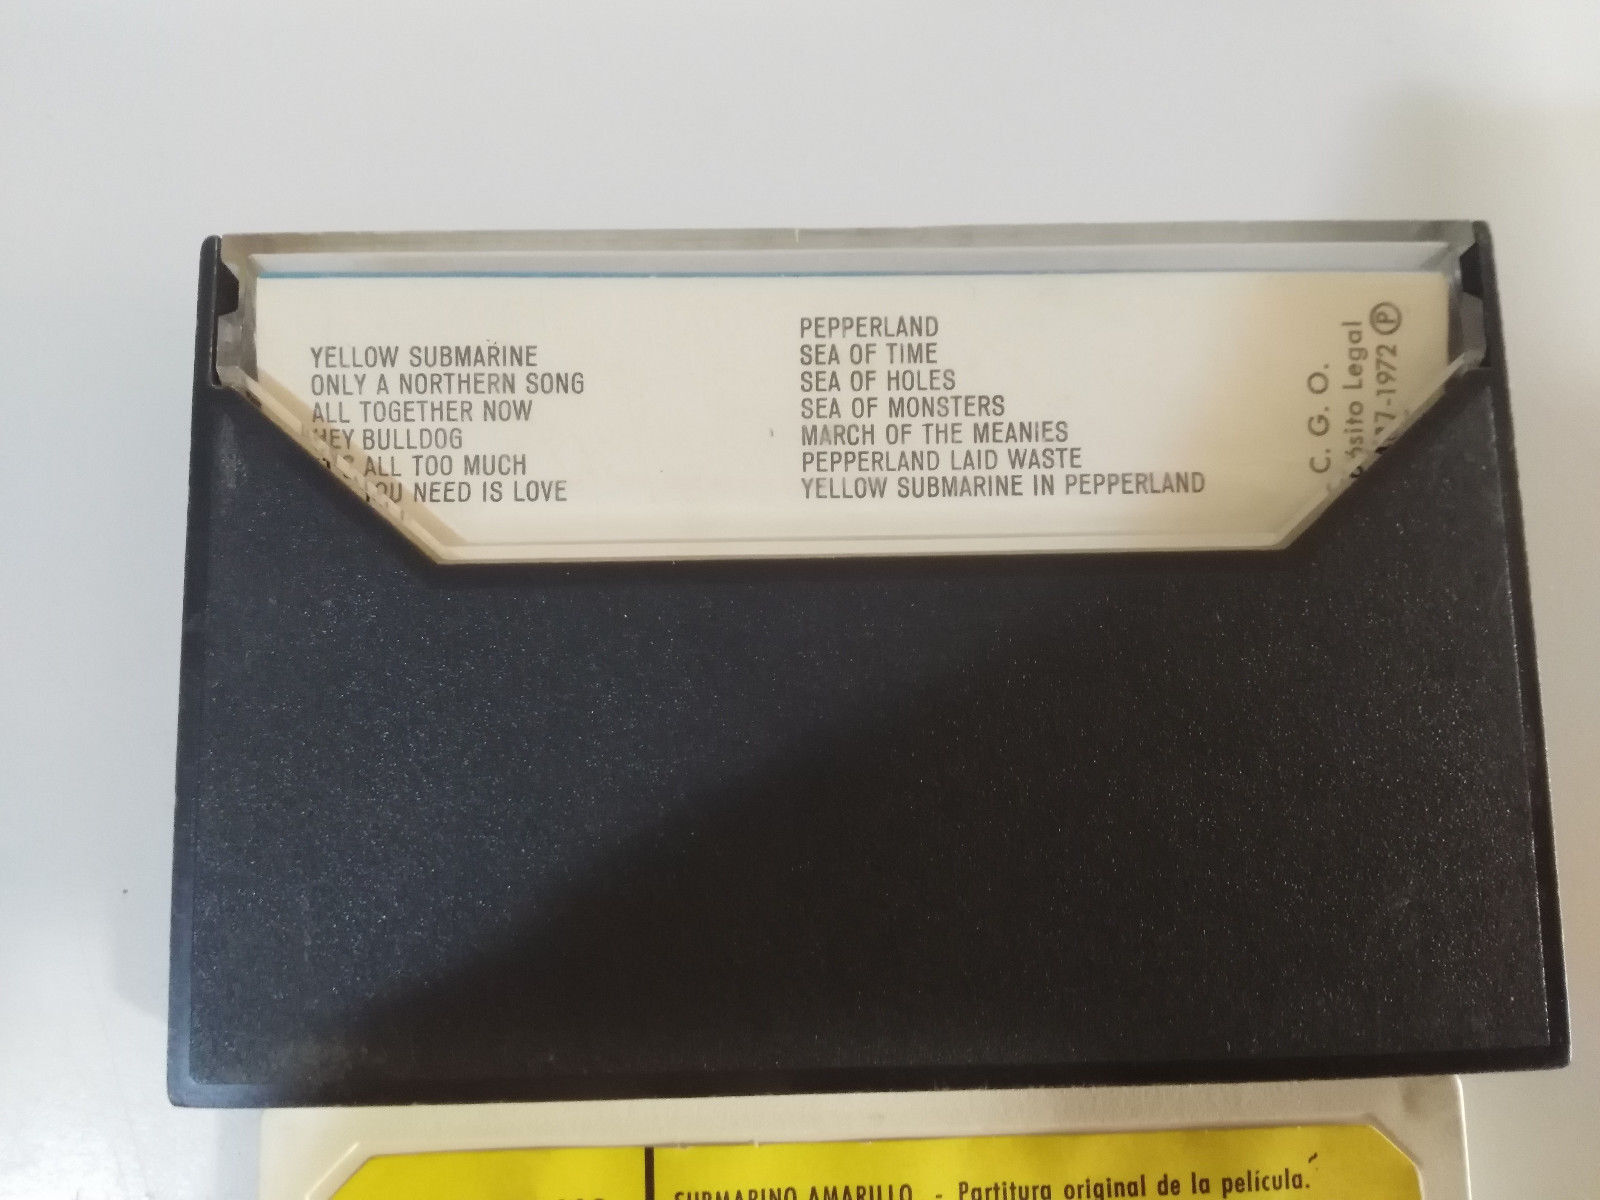 YELLOW SUBMARINE
ONLY A NORTHERN SONG
ALL TOGETHER NOW
HEY BULLDOG
ALL TOO MUCH
YOU NEED IS LOVE
PEPPERLAND
SEA OF TIME
SEA OF HOLES
SEA OF MONSTERS
MARCH OF THE MEANIES
PEPPERLAND LAID WASTE
YELLOW SUBMARINE IN PEPPERLAND
C. G. O.
Legal
1972 Ⓟ
SUBMARINO AMARILLO - Partitura original de la película.